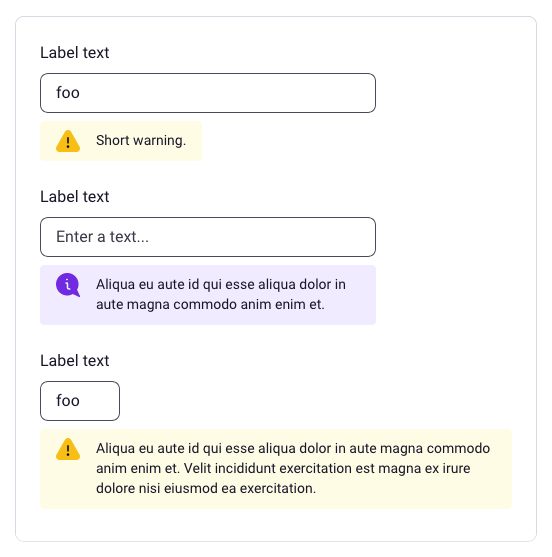 Label text
foo
Short warning.
Label text
Enter a text...
Aliqua eu aute id qui esse aliqua dolor in
aute magna commodo anim enim et.
Label text
foo
Aliqua eu aute id qui esse aliqua dolor in aute magna commodo
anim enim et. Velit incididunt exercitation est magna ex irure
dolore nisi eiusmod ea exercitation.